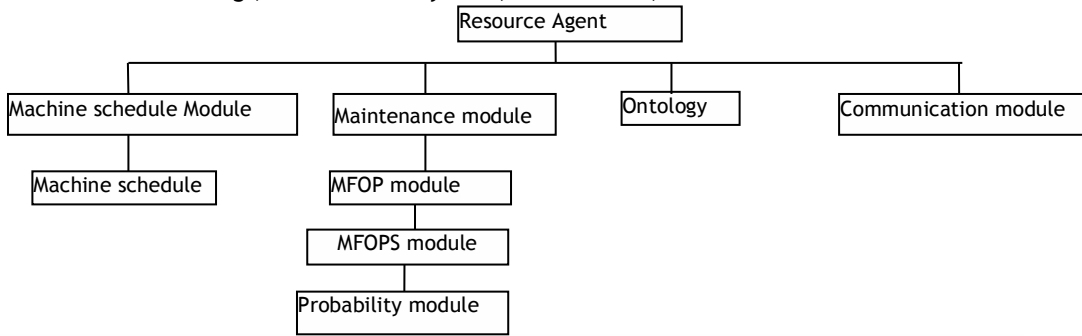 Resource Agent
Machine schedule Module
Maintenance module
Ontology
Communication module
Machine schedule
MFOP module
MFOPS module
Probability module